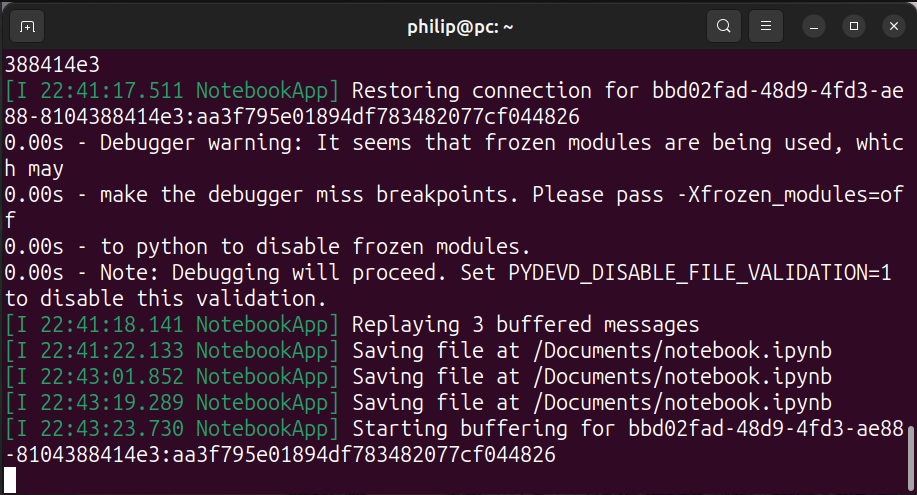 philip@pc: ~
388414e3
[I 22:41:17.511 NotebookApp] Restoring connection for bbd02fad-48d9-4fd3-ae
88-8104388414e3:aa3f795e01894df783482077cf044826
0.00s - Debugger warning: It seems that frozen modules are being used, whic
h may
0.00s - make the debugger miss breakpoints. Please pass -Xfrozen_modules=of
f
0.00s - to python to disable frozen modules.
0.00s - Note: Debugging will proceed. Set PYDEVD_DISABLE_FILE_VALIDATION=1
to disable this validation.
[I 22:41:18.141 NotebookApp] Replaying 3 buffered messages
[I 22:41:22.133 NotebookApp] Saving file at /Documents/notebook.ipynb
[I 22:43:01.852 NotebookApp] Saving file at /Documents/notebook.ipynb
[I 22:43:19.289 NotebookApp] Saving file at /Documents/notebook.ipynb
[I 22:43:23.730 NotebookApp] Starting buffering for bbd02fad-48d9-4fd3-ae88
-8104388414e3:aa3f795e01894df783482077cf044826